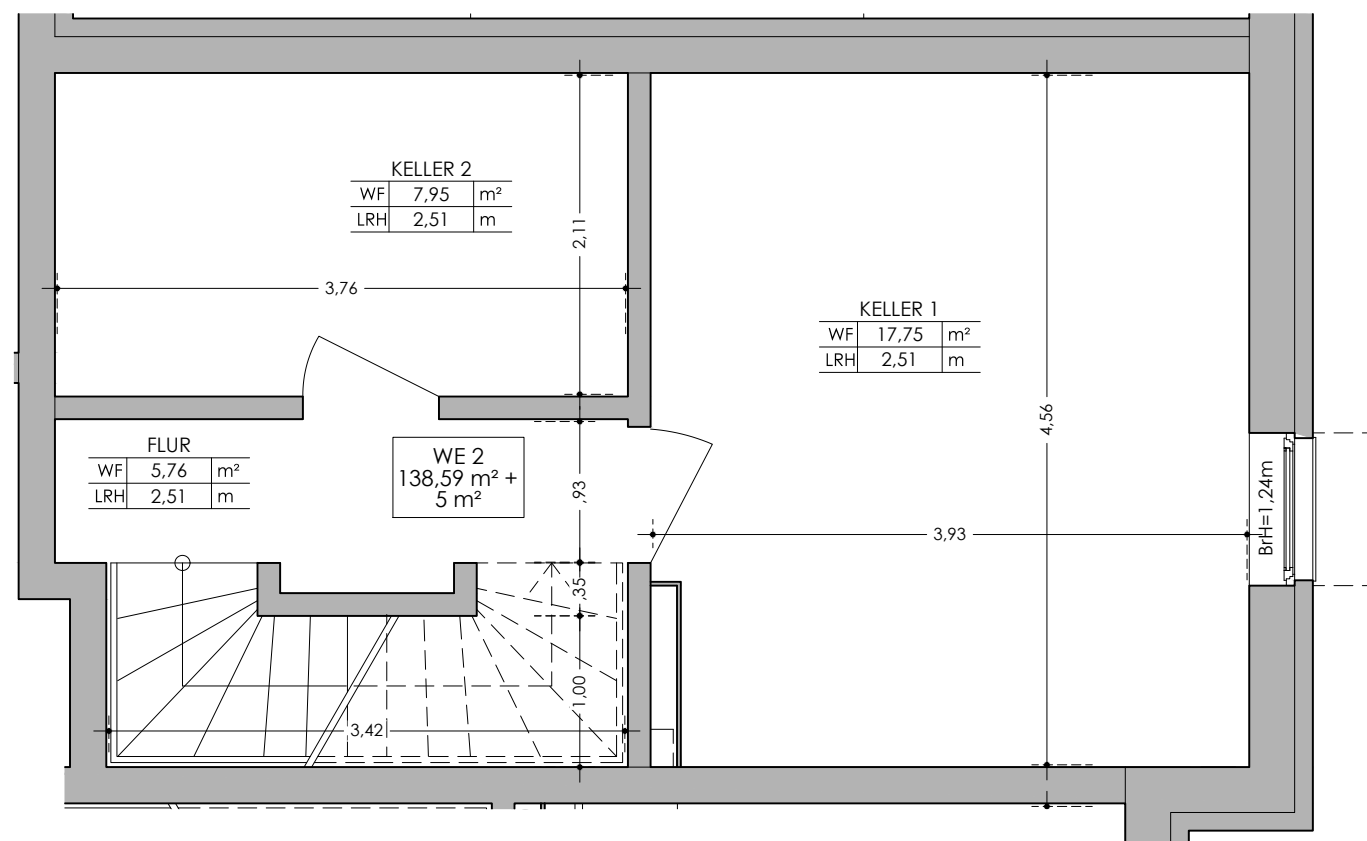 KELLER 2
WF 7,95 m²
LRH 2,51 m
2,11
3,76
KELLER 1
WF 17,75 m²
LRH 2,51 m
4,56
FLUR
WF 5,76 m²
LRH 2,51 m
WE 2
138,59 m² +
5 m²
,93
3,93
BrH=1,24m
,35
1,00
3,42